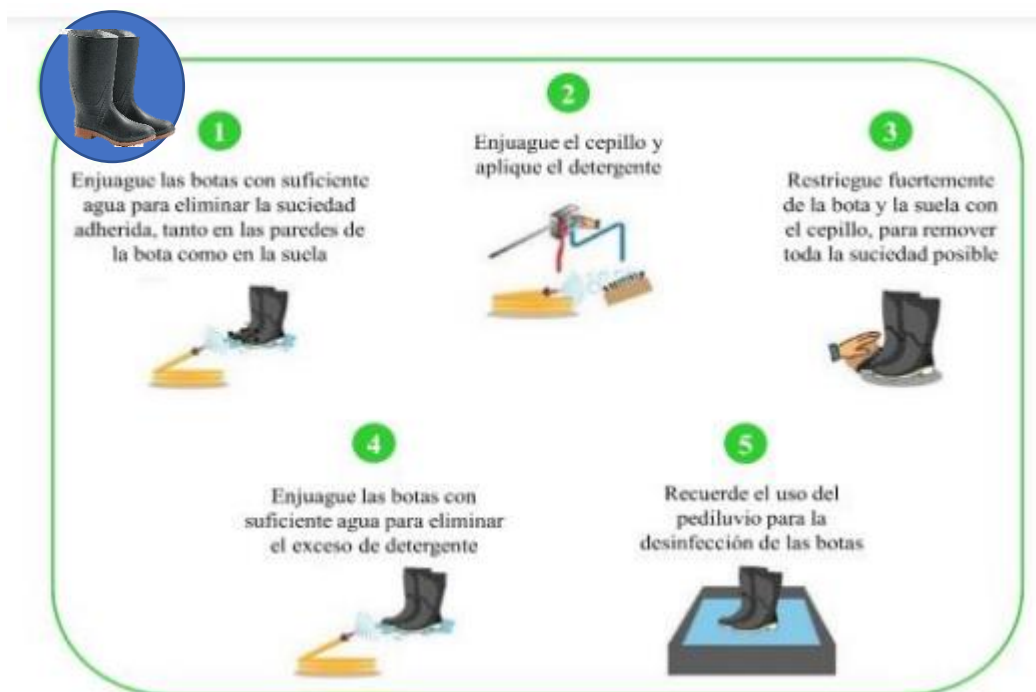 1
Enjuague las botas con suficiente
agua para eliminar la suciedad
adherida, tanto en las paredes de
la bota como en la suela
2
Enjuague el cepillo y
aplique el detergente
3
Restriegue fuertemente
de la bota y la suela con
el cepillo, para remover
toda la suciedad posible
4
Enjuague las botas con
suficiente agua para eliminar
el exceso de detergente
5
Recuerde el uso del
pediluvio para la
desinfección de las botas